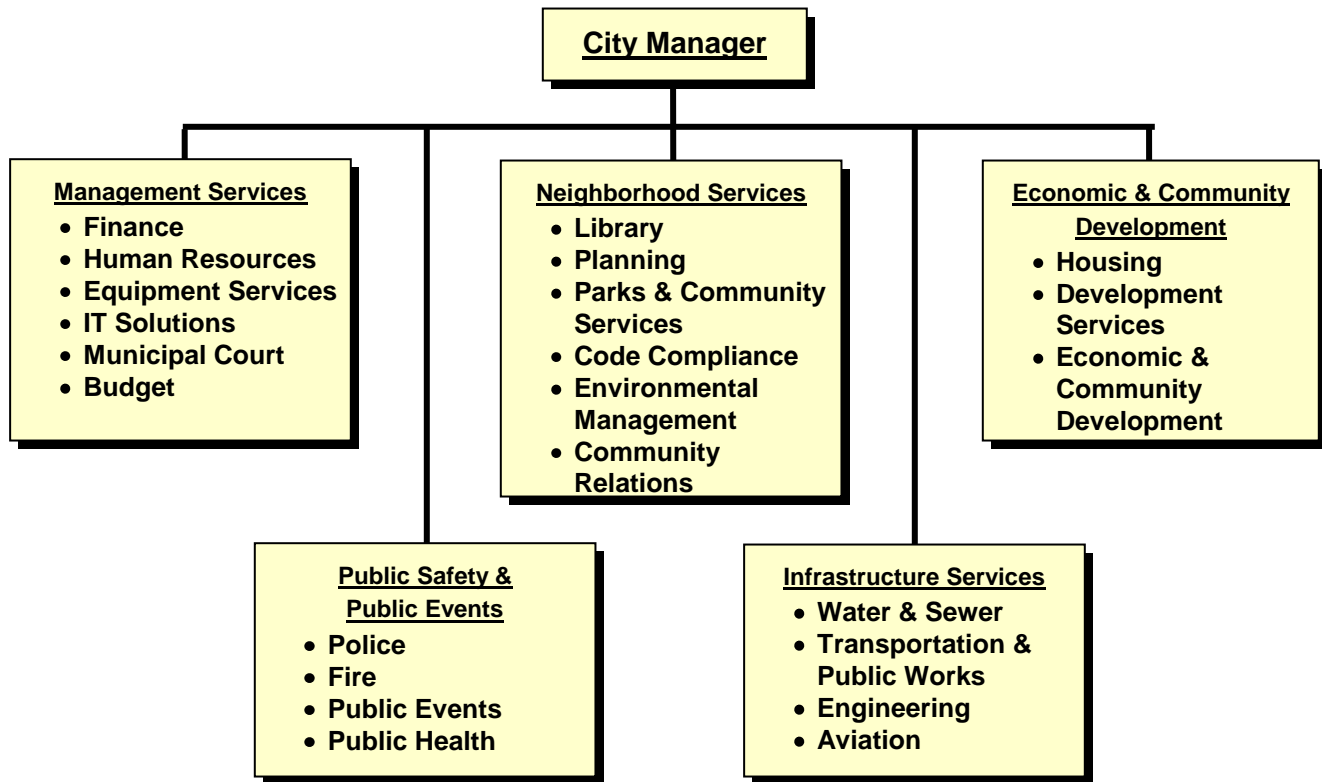 City Manager
Management Services
• Finance
• Human Resources
• Equipment Services
• IT Solutions
• Municipal Court
• Budget
Neighborhood Services
• Library
• Planning
• Parks & Community
Services
• Code Compliance
• Environmental
Management
• Community
Relations
Economic & Community
Development
• Housing
• Development
Services
• Economic &
Community
Development
Public Safety &
Public Events
• Police
• Fire
• Public Events
• Public Health
Infrastructure Services
• Water & Sewer
• Transportation &
Public Works
• Engineering
• Aviation